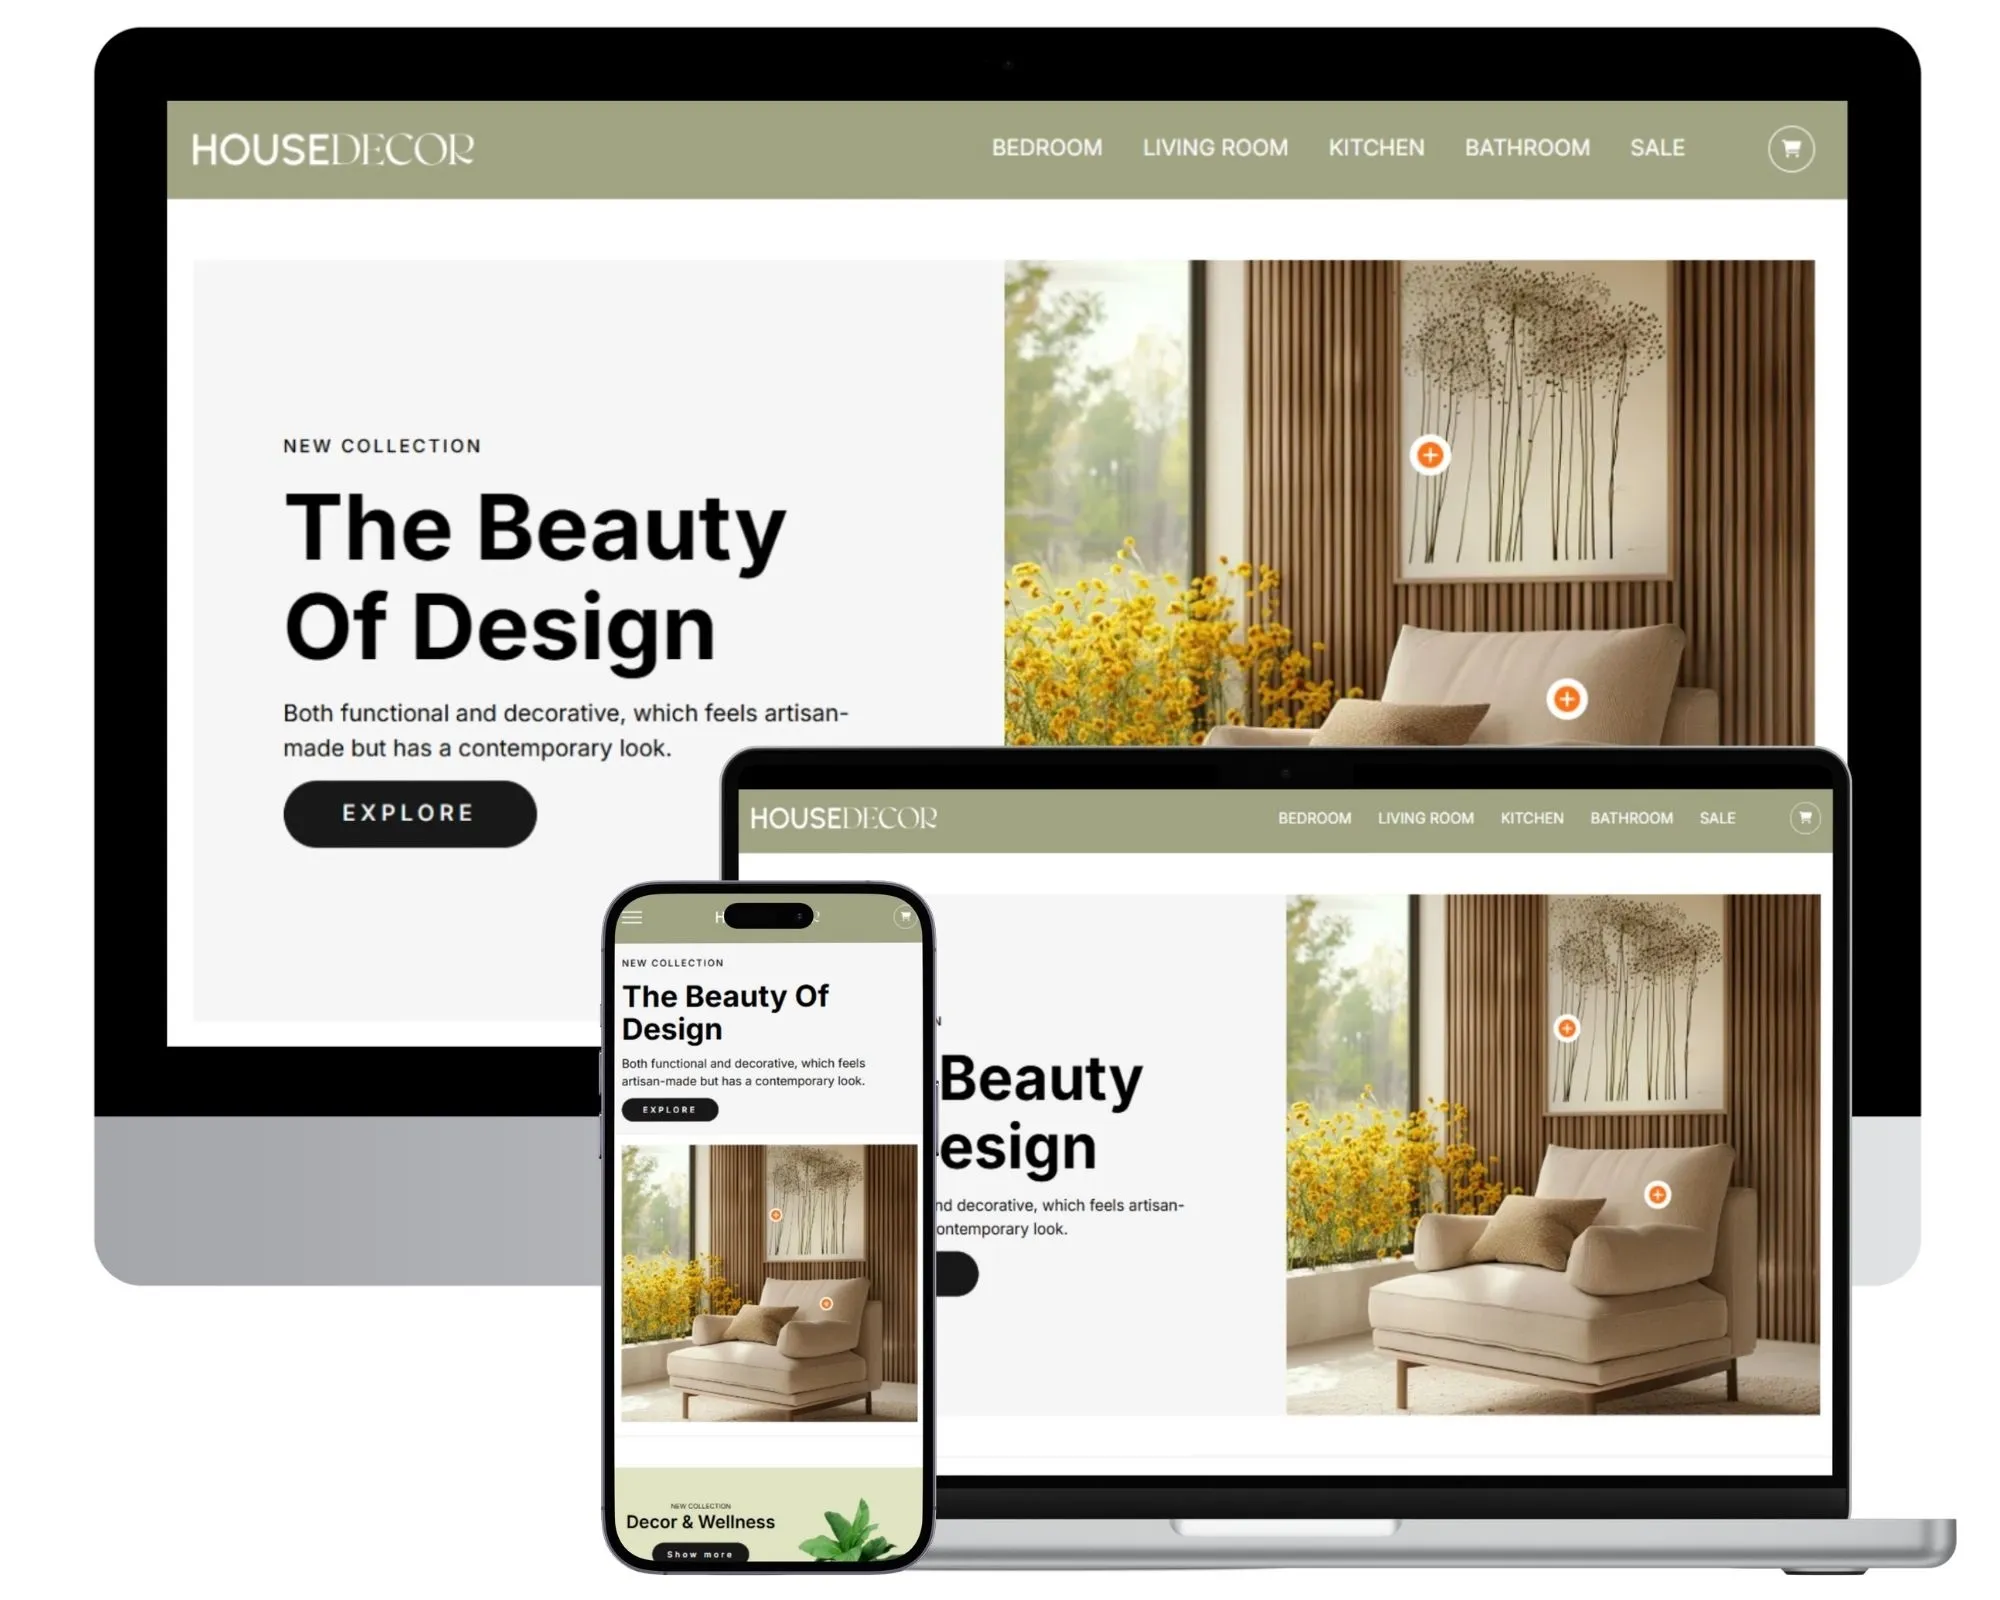 HOUSEDECOR
BEDROOM LIVING ROOM KITCHEN BATHROOM SALE
NEW COLLECTION
The Beauty
Of Design
Both functional and decorative, which feels artisan-
made but has a contemporary look.
EXPLORE
HOUSEDECOR
BEDROOM LIVING ROOM KITCHEN BATHROOM SALE
Beauty
esign
nd decorative, which feels artisan-
ontemporary look.
NEW COLLECTION
The Beauty Of
Design
Both functional and decorative, which feels
artisan-made but has a contemporary look.
EXPLORE
NEW COLLECTION
Decor & Wellness
Show more